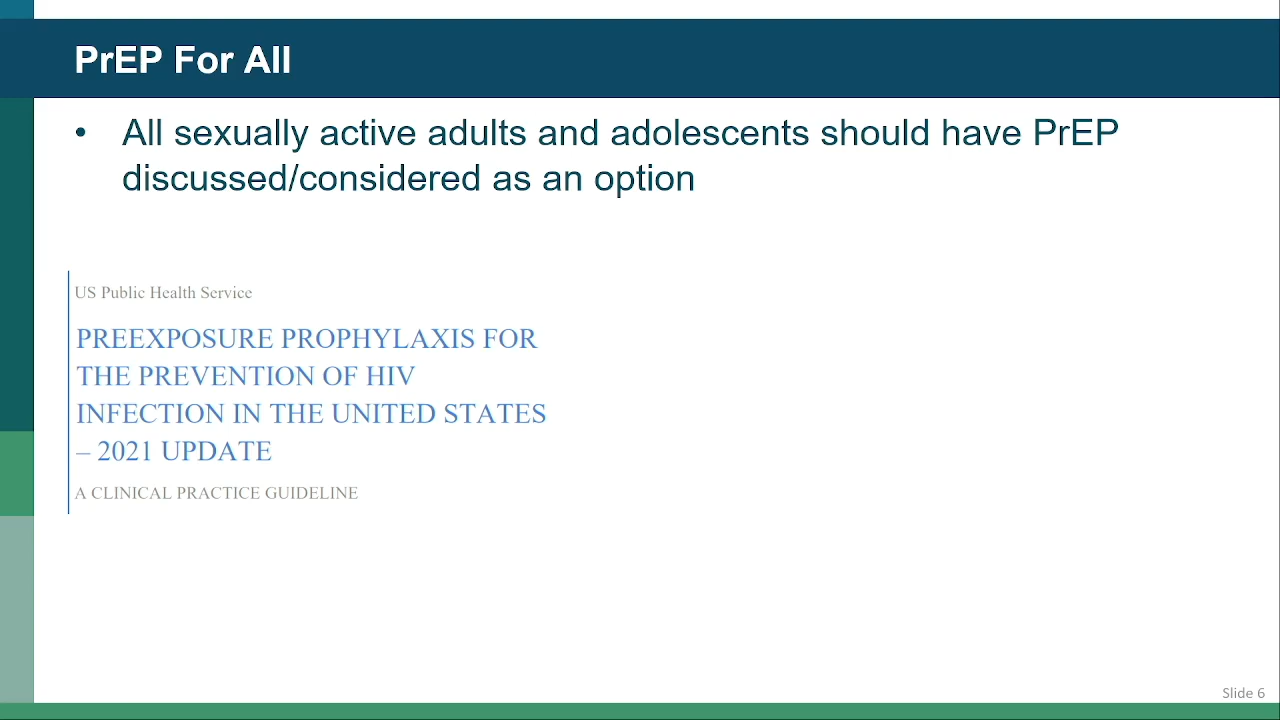 PrEP For All
• All sexually active adults and adolescents should have PrEP
discussed/considered as an option
US Public Health Service
PREEXPOSURE PROPHYLAXIS FOR
THE PREVENTION OF HIV
INFECTION IN THE UNITED STATES
– 2021 UPDATE
A CLINICAL PRACTICE GUIDELINE
Slide 6